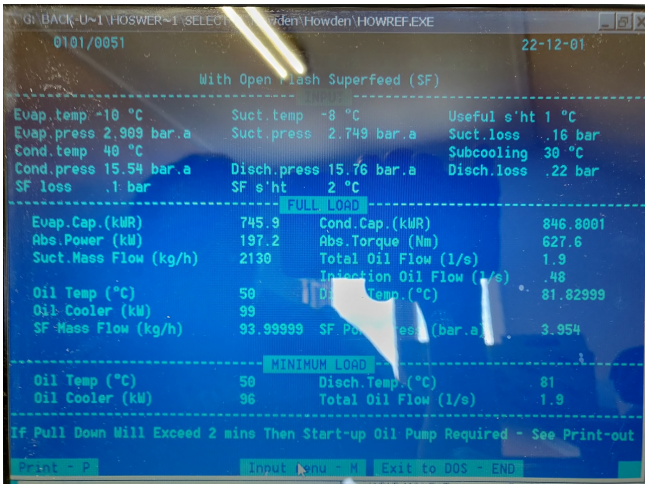 G: BACK-U~1\HOSWER~1\SELECT Howden\HOWREF.EXE
0101/0051 22-12-01
With Open Flash Superfeed (SF)
INPUT
Evap.temp -10 °C Suct.temp -8 °C Useful s'ht 1 °C
Evap.press 2.909 bar.a Suct.press 2.749 bar.a Suct.loss .16 bar
Cond.temp 40 °C Subcooling 30 °C
Cond.press 15.54 bar.a Disch.press 15.76 bar.a Disch.loss .22 bar
SF loss .1 bar SF s'ht 2 °C
FULL LOAD
Evap.Cap.(kWR) 745.9 Cond.Cap.(kWR) 846.8001
Abs.Power (kW) 197.2 Abs.Torque (Nm) 627.6
Suct.Mass Flow (kg/h) 2130 Total Oil Flow (l/s) 1.9
Injection Oil Flow (l/s) .48
Oil Temp (°C) 50 Disch.Temp.(°C) 81.82999
Oil Cooler (kW) 99
SF Mass Flow (kg/h) 93.99999 SF Port Press (bar.a) 3.954
MINIMUM LOAD
Oil Temp (°C) 50 Disch.Temp.(°C) 81
Oil Cooler (kW) 96 Total Oil Flow (l/s) 1.9
If Pull Down Will Exceed 2 mins Then Start-up Oil Pump Required - See Print-out
Print - P Input Menu - M Exit to DOS - END